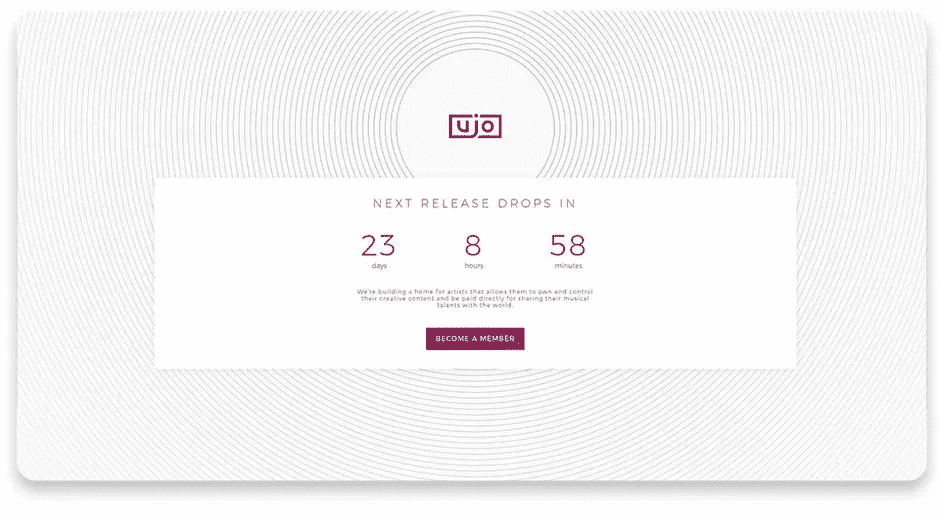 ujo
NEXT RELEASE DROPS IN
23 8 58
days hours minutes
We're building a home for artists that allows them to own and control
their creative content and be paid directly for sharing their musical
talents with the world.
BECOME A MEMBER